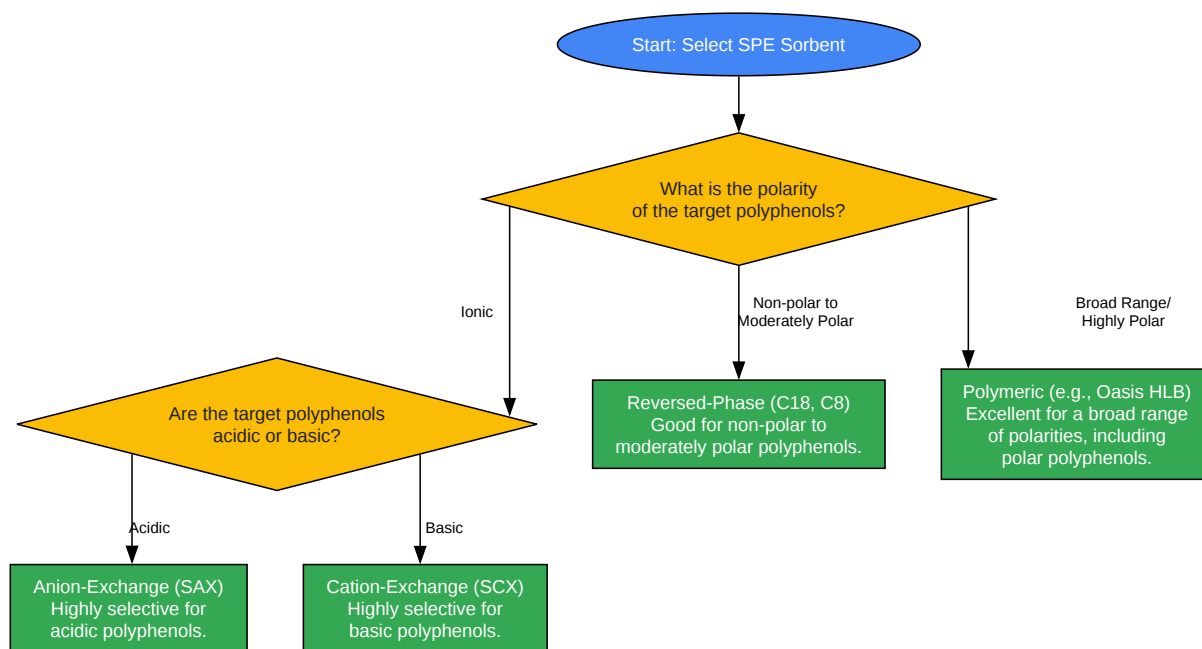 Start: Select SPE Sorbent
What is the polarity
of the target polyphenols?
Ionic
Non-polar to
Moderately Polar
Broad Range/
Highly Polar
Are the target polyphenols
acidic or basic?
Reversed-Phase (C18, C8)
Good for non-polar to
moderately polar polyphenols.
Polymeric (e.g., Oasis HLB)
Excellent for a broad range
of polarities, including
polar polyphenols.
Acidic
Basic
Anion-Exchange (SAX)
Highly selective for
acidic polyphenols.
Cation-Exchange (SCX)
Highly selective for
basic polyphenols.